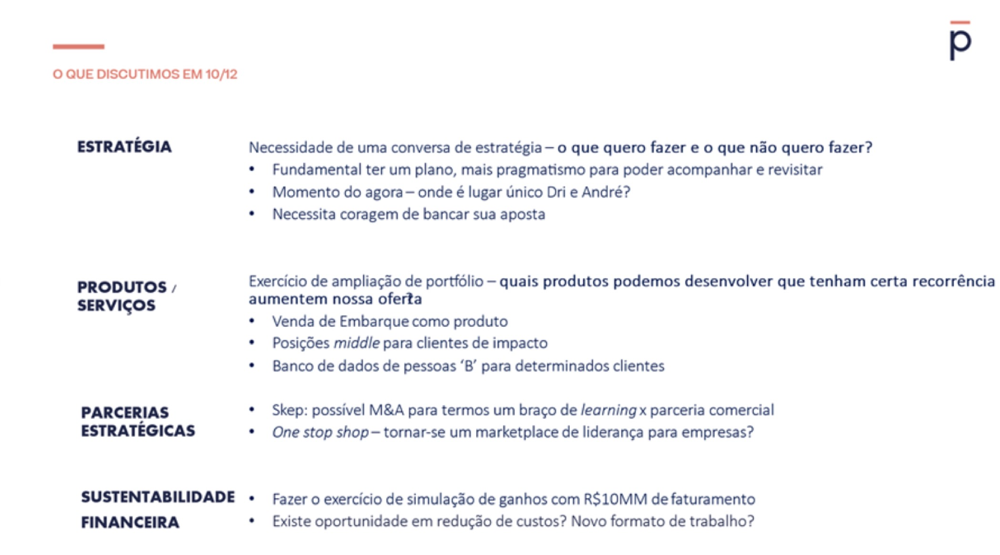 p
O QUE DISCUTIMOS EM 10/12
ESTRATÉGIA
Necessidade de uma conversa de estratégia – o que quero fazer e o que não quero fazer?
• Fundamental ter um plano, mais pragmatismo para poder acompanhar e revisitar
• Momento do agora – onde é lugar único Dri e André?
• Necessita coragem de bancar sua aposta
PRODUTOS /
SERVIÇOS
Exercício de ampliação de portfólio – quais produtos podemos desenvolver que tenham certa recorrência
aumentem nossa oferta?
• Venda de Embarque como produto
• Posições middle para clientes de impacto
• Banco de dados de pessoas ‘B’ para determinados clientes
PARCERIAS
ESTRATÉGICAS
• Skep: possível M&A para termos um braço de learning x parceria comercial
• One stop shop – tornar-se um marketplace de liderança para empresas?
SUSTENTABILIDADE
FINANCEIRA
• Fazer o exercício de simulação de ganhos com R$10MM de faturamento
• Existe oportunidade em redução de custos? Novo formato de trabalho?